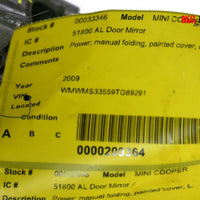 Stock # 00033346 Model MINI COOPER
IC # 51800 AL Door Mirror
Description Power; manual folding, painted cover, L.
Comments
Year 2009
VIN# WMWMS33559TG89291
Located
Condition
A B C
0000209364
Stock # Model MINI COOPER
IC # 51800 AL Door Mirror /
Description Power; manual folding, painted cover, L.